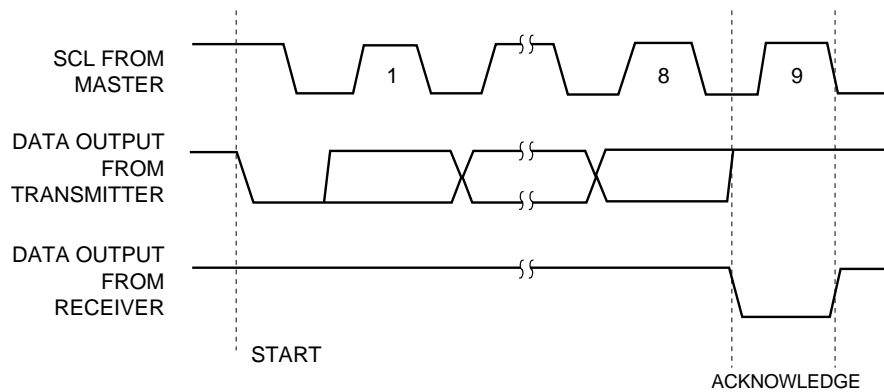 SCL FROM
MASTER
1
8
9
DATA OUTPUT
FROM
TRANSMITTER
DATA OUTPUT
FROM
RECEIVER
START
ACKNOWLEDGE